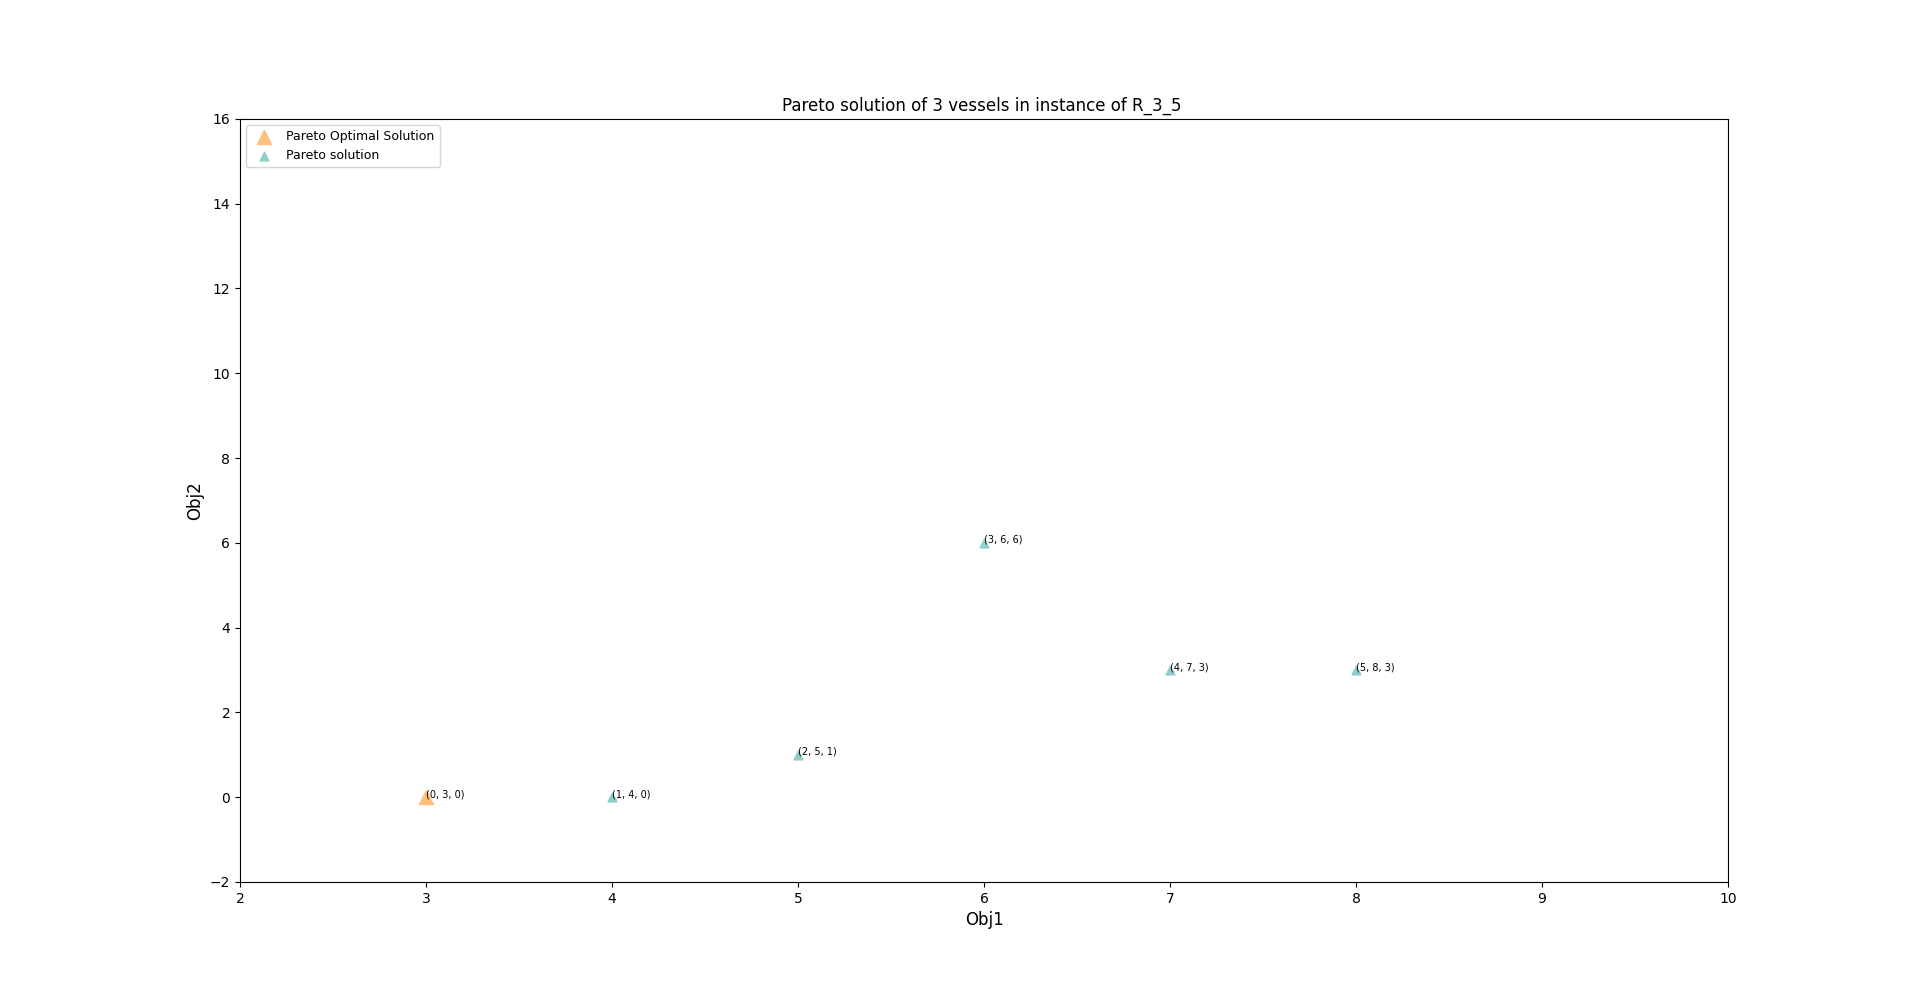 Pareto solution of 3 vessels in instance of R_3_5
Pareto Optimal Solution
Pareto solution
16
14
12
10
8
6
4
2
0
−2
Obj2
(3, 6, 6)
(4, 7, 3)
(5, 8, 3)
(2, 5, 1)
(0, 3, 0)
(1, 4, 0)
2
3
4
5
6
7
8
9
10
Obj1